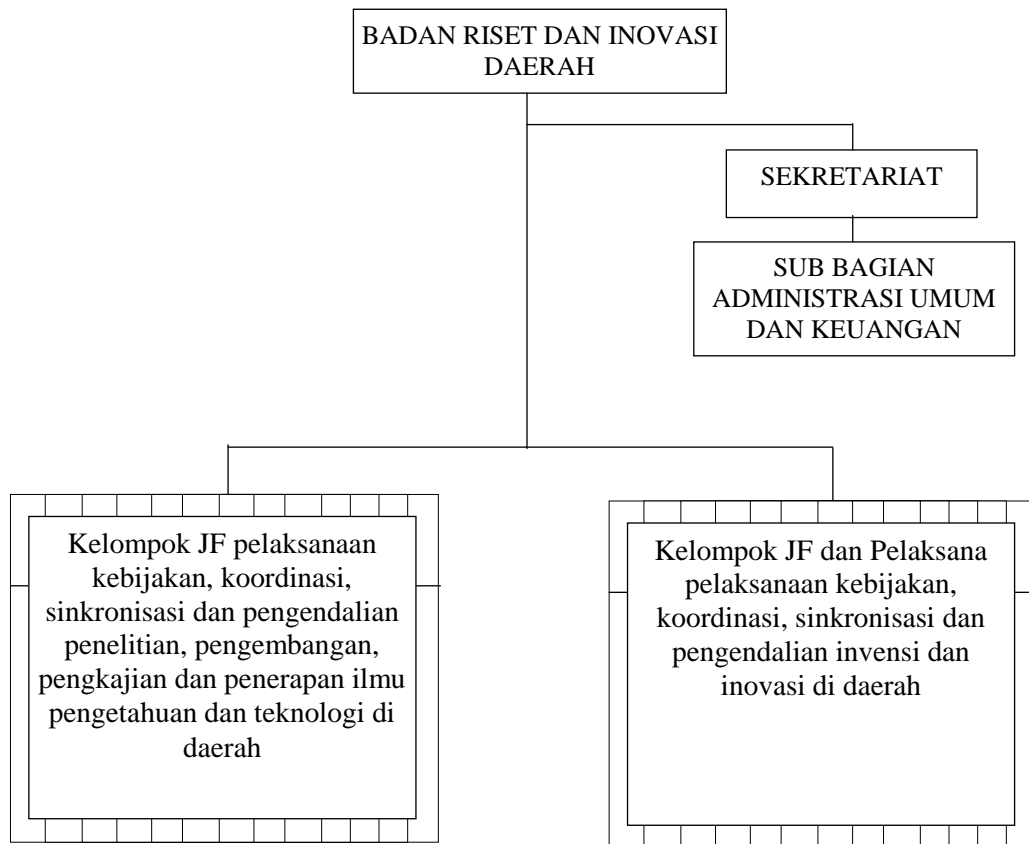 BADAN RISET DAN INOVASI
DAERAH
SEKRETARIAT
SUB BAGIAN
ADMINISTRASI UMUM
DAN KEUANGAN
Kelompok JF pelaksanaan
kebijakan, koordinasi,
sinkronisasi dan pengendalian
penelitian, pengembangan,
pengkajian dan penerapan ilmu
pengetahuan dan teknologi di
daerah
Kelompok JF dan Pelaksana
pelaksanaan kebijakan,
koordinasi, sinkronisasi dan
pengendalian invensi dan
inovasi di daerah